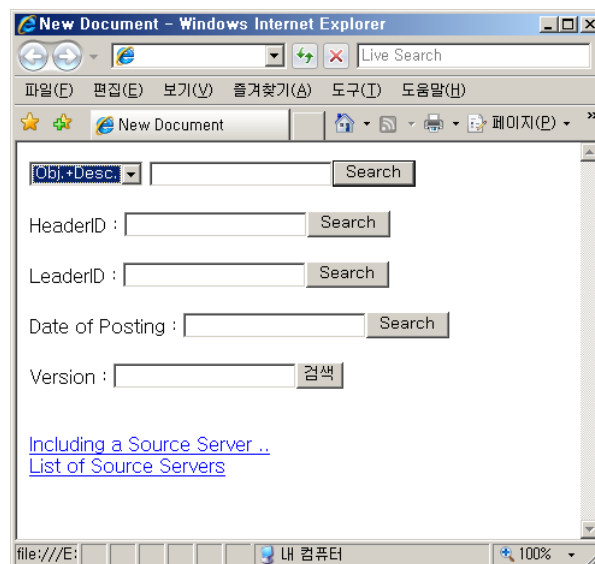 New Document - Windows Internet Explorer
Live Search
파일(F) 편집(E) 보기(V) 즐겨찾기(A) 도구(T) 도움말(H)
New Document 페이지(P) »
Obj.+Desc. Search
HeaderID : Search
LeaderID : Search
Date of Posting : Search
Version : 검색
Including a Source Server ..
List of Source Servers
file:///E: 내 컴퓨터 100%